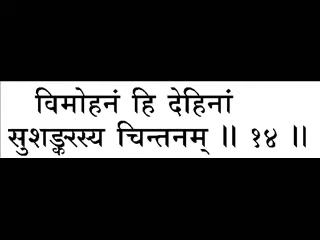 विमोहनं हि देहिनां
सुशङ्करस्य चिन्तनम् ॥ १४ ॥